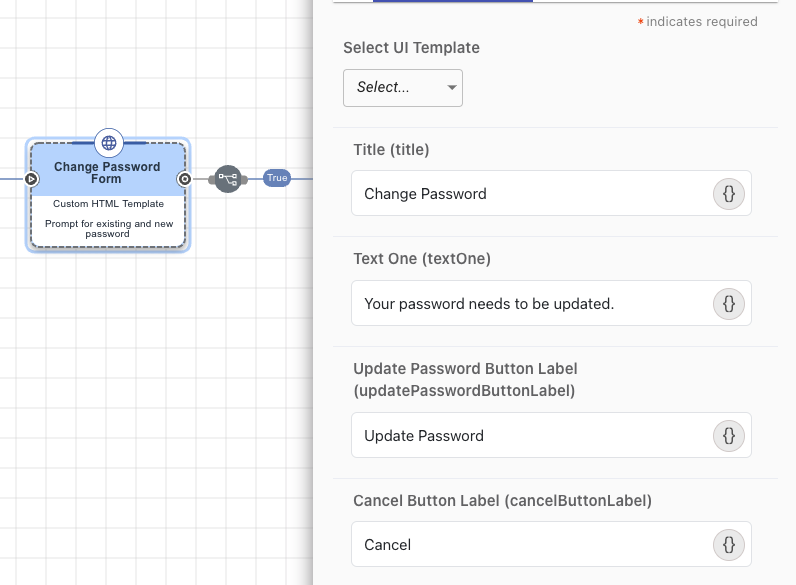 * indicates required
Select UI Template
Select...
Change Password
Form
Custom HTML Template
Prompt for existing and new
password
True
Title (title)
Change Password
{}
Text One (textOne)
Your password needs to be updated.
{}
Update Password Button Label
(updatePasswordButtonLabel)
Update Password
{}
Cancel Button Label (cancelButtonLabel)
Cancel
{}